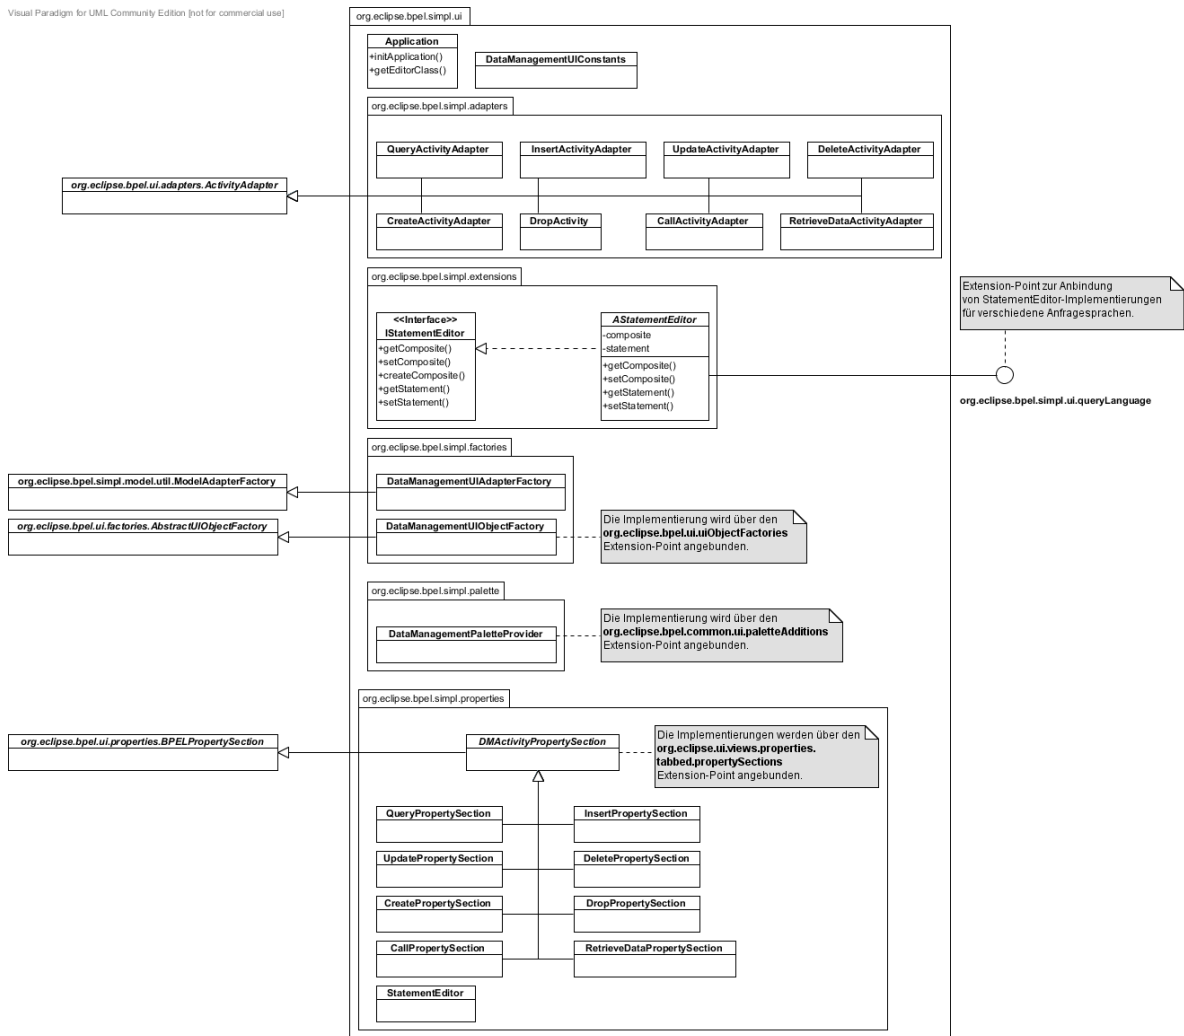 Visual Paradigm for UML Community Edition [not for commercial use]
org.eclipse.bpel.simpl.ui
Application
+initApplication()
+getEditorClass()
DataManagementUIConstants
org.eclipse.bpel.simpl.adapters
QueryActivityAdapter
InsertActivityAdapter
UpdateActivityAdapter
DeleteActivityAdapter
org.eclipse.bpel.ui.adapters.ActivityAdapter
CreateActivityAdapter
DropActivity
CallActivityAdapter
RetrieveDataActivityAdapter
org.eclipse.bpel.simpl.extensions
<<Interface>>
IStatementEditor
+getComposite()
+setComposite()
+createComposite()
+getStatement()
+setStatement()
AStatementEditor
-composite
-statement
+getComposite()
+setComposite()
+getStatement()
+setStatement()
Extension-Point zur Anbindung
von StatementEditor-Implementierungen
für verschiedene Anfragesprachen.
org.eclipse.bpel.simpl.ui.queryLanguage
org.eclipse.bpel.simpl.factories
org.eclipse.bpel.simpl.model.util.ModelAdapterFactory
DataManagementUIAdapterFactory
org.eclipse.bpel.ui.factories.AbstractUIObjectFactory
DataManagementUIObjectFactory
Die Implementierung wird über den
org.eclipse.bpel.ui.uiObjectFactories
Extension-Point angebunden.
org.eclipse.bpel.simpl.palette
DataManagementPaletteProvider
Die Implementierung wird über den
org.eclipse.bpel.common.ui.paletteAdditions
Extension-Point angebunden.
org.eclipse.bpel.simpl.properties
org.eclipse.bpel.ui.properties.BPELPropertySection
DMActivityPropertySection
Die Implementierungen werden über den
org.eclipse.ui.views.properties.
tabbed.propertySections
Extension-Point angebunden.
QueryPropertySection
InsertPropertySection
UpdatePropertySection
DeletePropertySection
CreatePropertySection
DropPropertySection
CallPropertySection
RetrieveDataPropertySection
StatementEditor